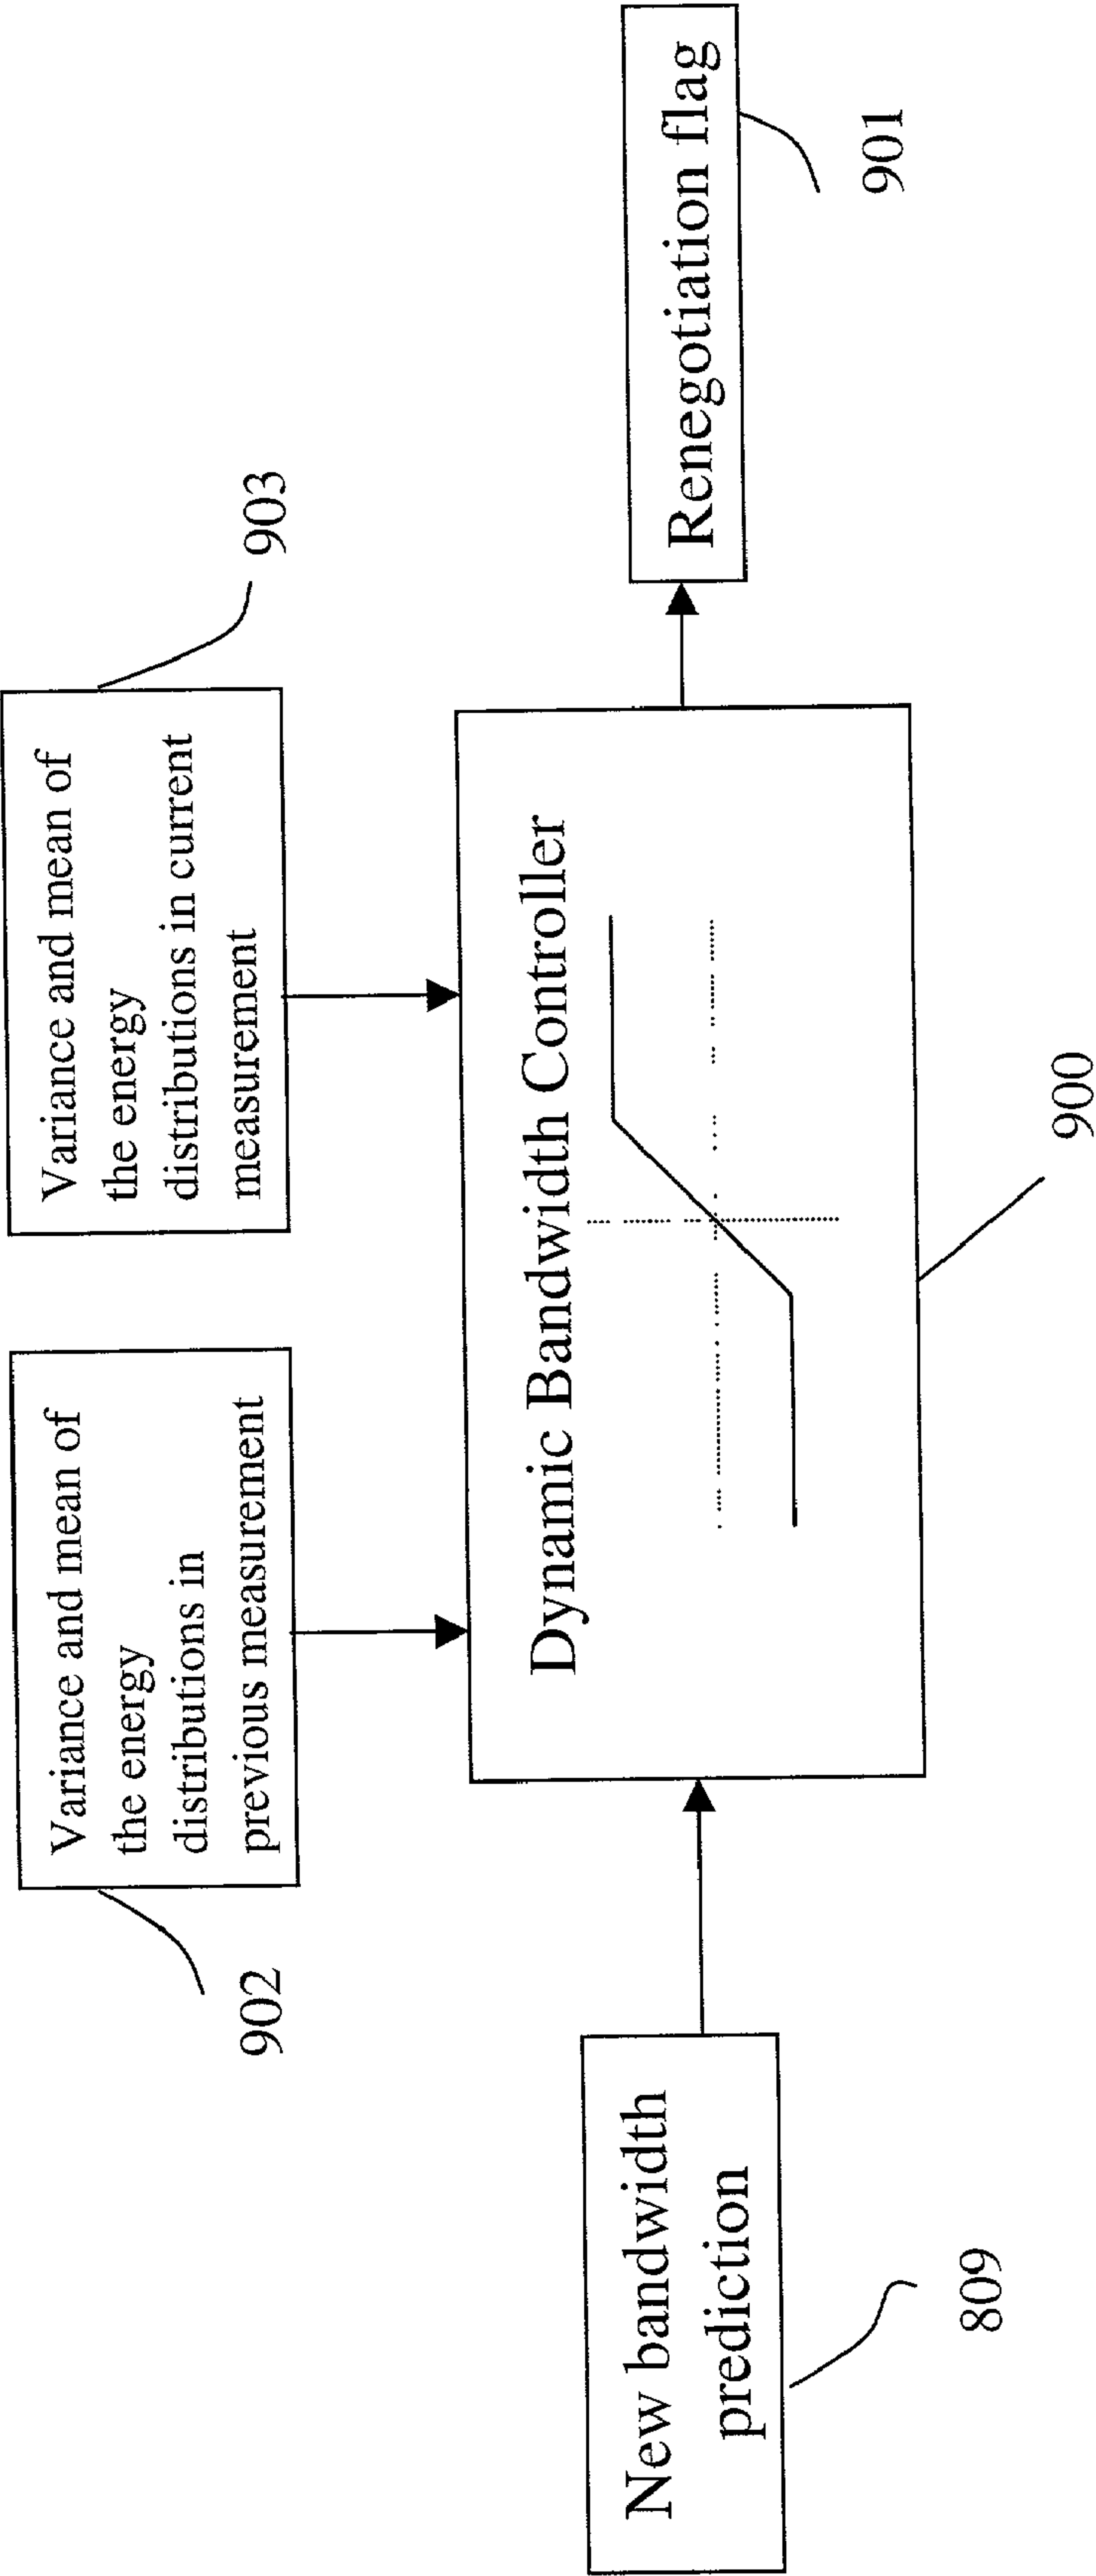 Variance and mean of
the energy
distributions in
previous measurement
902
Variance and mean of
the energy
distributions in current
measurement
903
New bandwidth
prediction
809
Dynamic Bandwidth Controller
900
Renegotiation flag
901